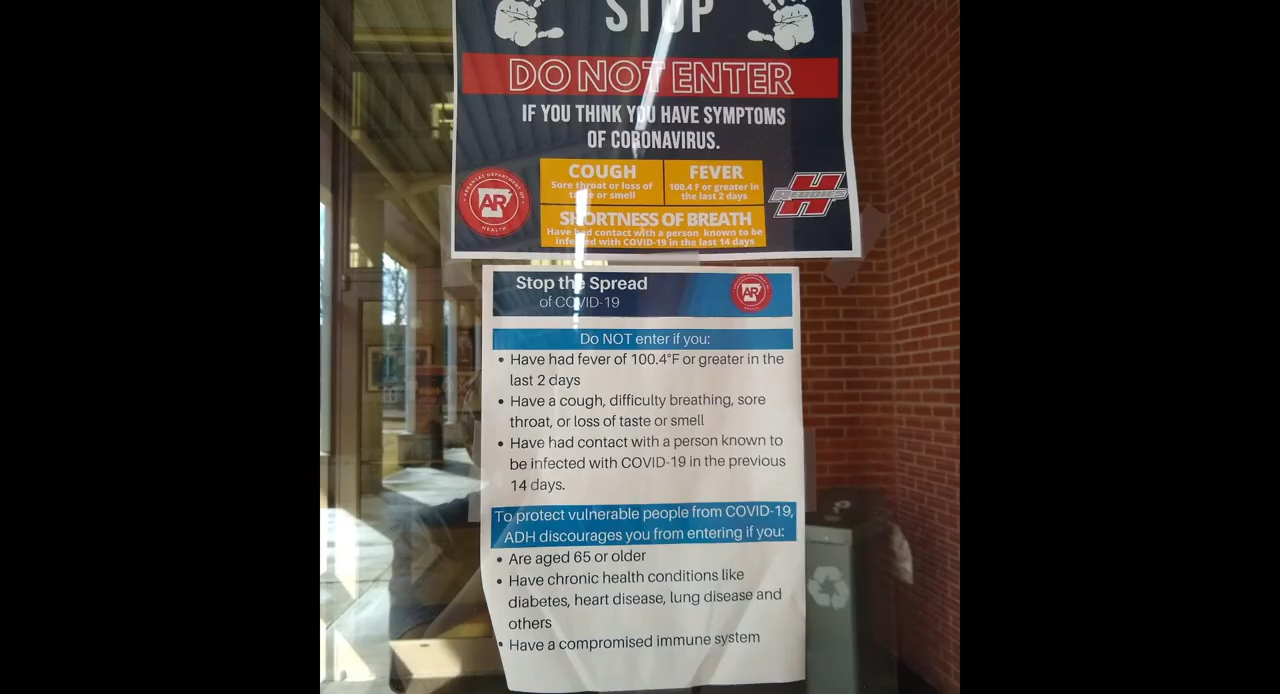 STOP
DO NOT ENTER
IF YOU THINK YOU HAVE SYMPTOMS
OF CORONAVIRUS.
COUGH
Sore throat or loss of
taste or smell
FEVER
100.4 F or greater in
the last 2 days
SHORTNESS OF BREATH
Have had contact with a person known to be
infected with COVID-19 in the last 14 days
ARKANSAS DEPARTMENT OF
AR
HEALTH
H
REDDIES
Stop the Spread
of COVID-19
AR
Do NOT enter if you:
• Have had fever of 100.4°F or greater in the
last 2 days
• Have a cough, difficulty breathing, sore
throat, or loss of taste or smell
• Have had contact with a person known to
be infected with COVID-19 in the previous
14 days.
To protect vulnerable people from COVID-19,
ADH discourages you from entering if you:
• Are aged 65 or older
• Have chronic health conditions like
diabetes, heart disease, lung disease and
others
• Have a compromised immune system